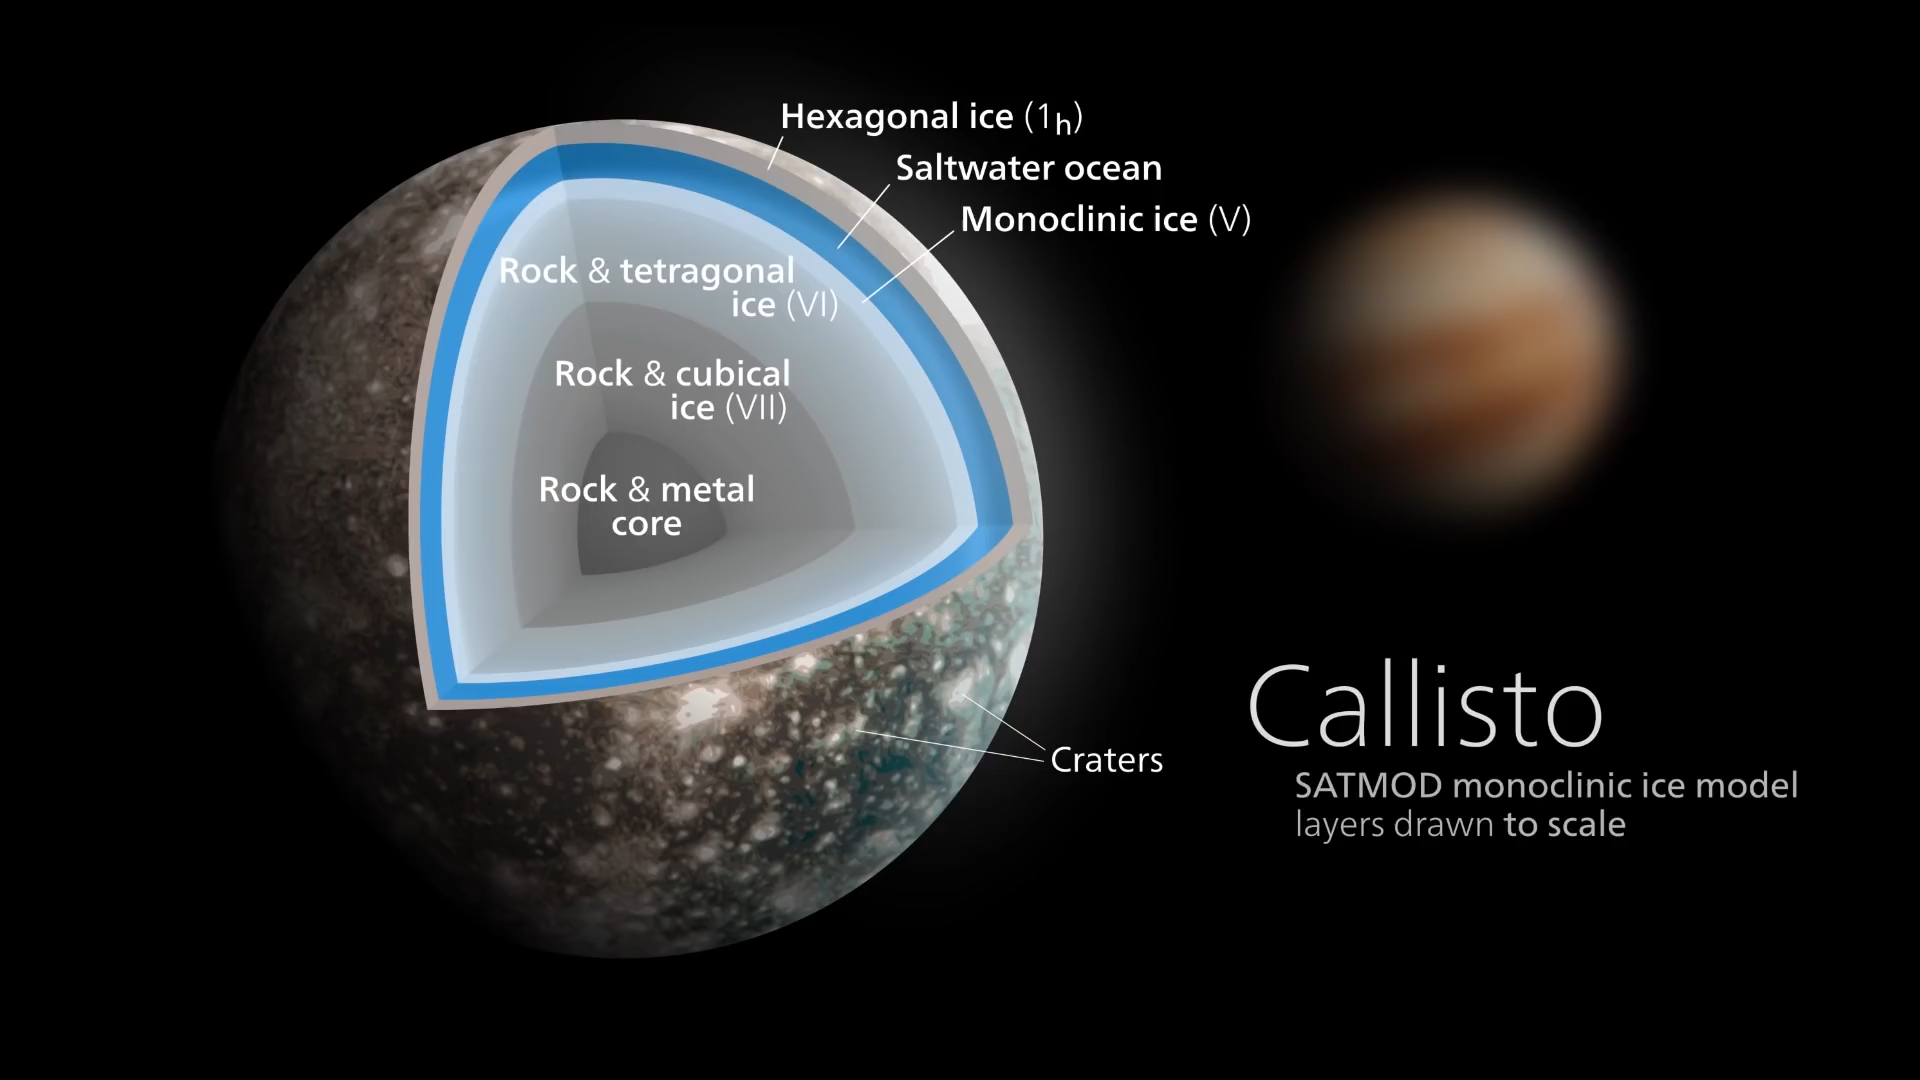 Hexagonal ice (1h)
Saltwater ocean
Monoclinic ice (V)
Rock & tetragonal
ice (VI)
Rock & cubical
ice (VII)
Rock & metal
core
Craters
Callisto
SATMOD monoclinic ice model
layers drawn to scale